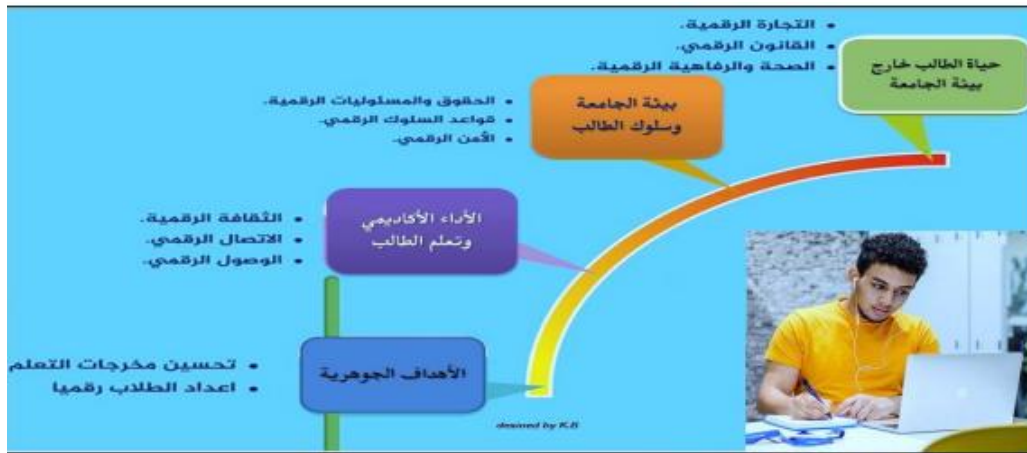 التجارة الرقمية.
القانون الرقمي.
الصحة والرفاهية الرقمية.
حياة الطالب خارج
بيئة الجامعة
بيئة الجامعة
وسلوك الطالب
الحقوق والمسئوليات الرقمية.
قواعد السلوك الرقمي.
الأمن الرقمي.
الأداء الأكاديمي
وتعلم الطالب
الثقافة الرقمية.
الاتصال الرقمي.
الوصول الرقمي.
الأهداف الجوهرية
تحسين مخرجات التعلم
اعداد الطلاب رقميا
desined by K.B